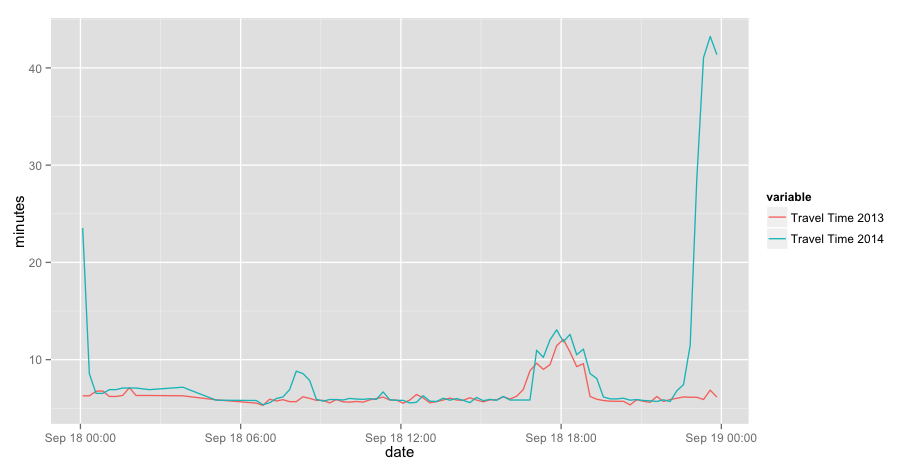 40
30
20
10
minutes
Sep 18 00:00
Sep 18 06:00
Sep 18 12:00
Sep 18 18:00
Sep 19 00:00
date
variable
Travel Time 2013
Travel Time 2014